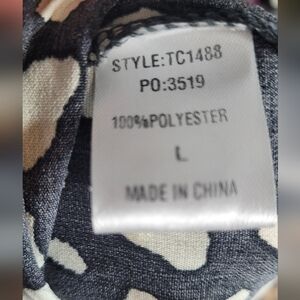 STYLE:TC1488
PO:3519
100%POLYESTER
L
MADE IN CHINA